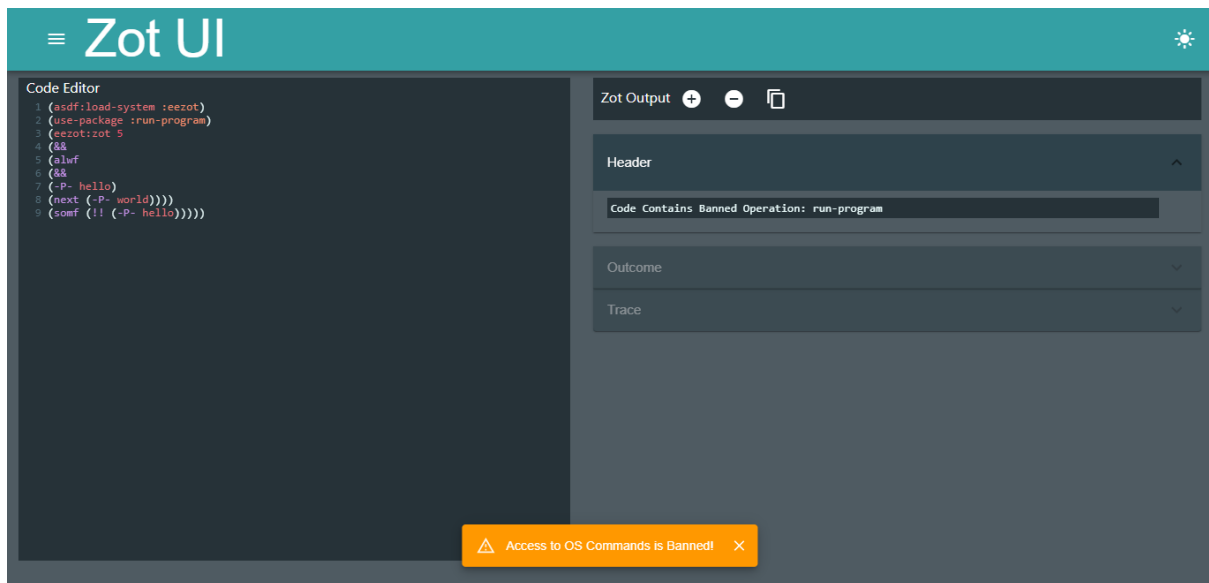 Zot UI
Code Editor
1 (asdf:load-system :eezot)
2 (use-package :run-program)
3 (eezot:zot 5
4 (&&
5 (alwf
6 (&&
7 (-P- hello)
8 (next (-P- world))))
9 (somf (!! (-P- hello)))))
Zot Output
Header
Code Contains Banned Operation: run-program
Outcome
Trace
Access to OS Commands is Banned!